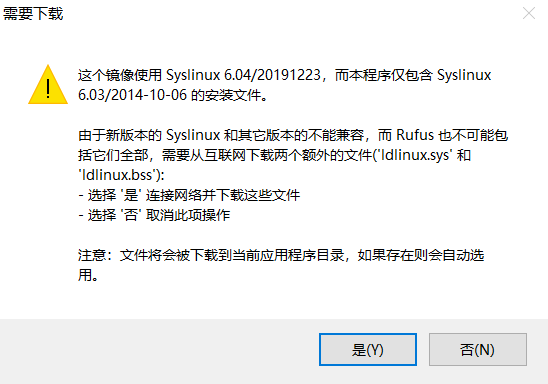 需要下载
这个镜像使用 Syslinux 6.04/20191223，而本程序仅包含 Syslinux
6.03/2014-10-06 的安装文件。
由于新版本的 Syslinux 和其它版本的不能兼容，而 Rufus 也不可能包
括它们全部，需要从互联网下载两个额外的文件('ldlinux.sys' 和
'ldlinux.bss'):
- 选择 '是' 连接网络并下载这些文件
- 选择 '否' 取消此项操作
注意：文件将会被下载到当前应用程序目录，如果存在则会自动选
用。
是(Y)
否(N)